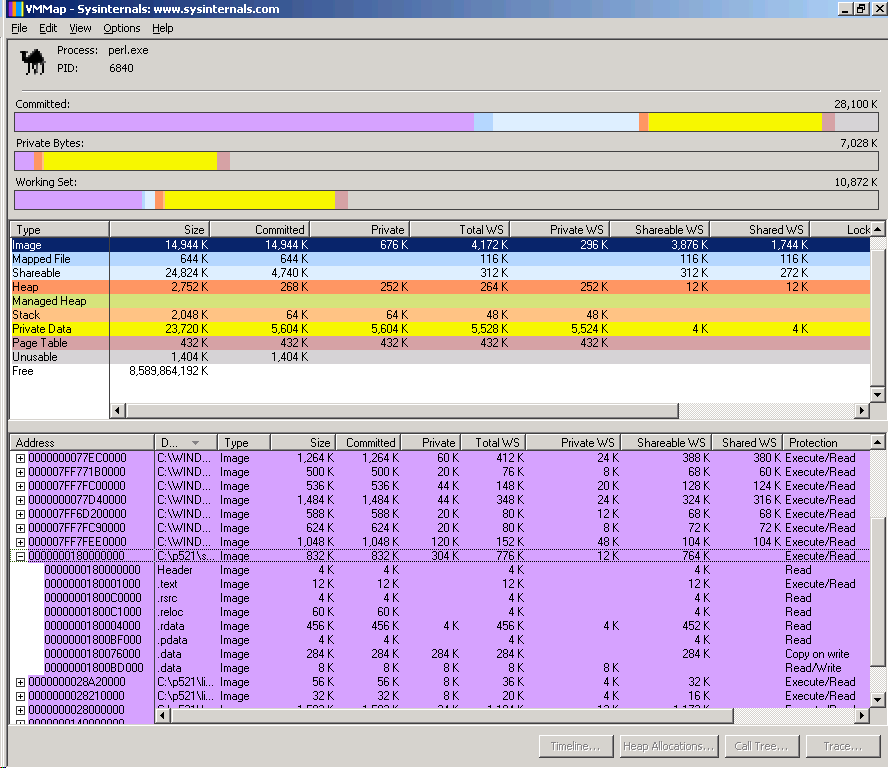 VMMap - Sysinternals: www.sysinternals.com
File Edit View Options Help
Process: perl.exe
PID: 6840
Committed: 28,100 K
Private Bytes: 7,028 K
Working Set: 10,872 K
Type Size Committed Private Total WS Private WS Shareable WS Shared WS Lock
Image 14,944 K 14,944 K 676 K 4,172 K 296 K 3,876 K 1,744 K
Mapped File 644 K 644 K 116 K 116 K 116 K
Shareable 24,824 K 4,740 K 312 K 312 K 272 K
Heap 2,752 K 268 K 252 K 264 K 252 K 12 K 12 K
Managed Heap
Stack 2,048 K 64 K 64 K 48 K 48 K
Private Data 23,720 K 5,604 K 5,604 K 5,528 K 5,524 K 4 K 4 K
Page Table 432 K 432 K 432 K 432 K 432 K
Unusable 1,404 K 1,404 K
Free 8,589,864,192 K
Address D... Type Size Committed Private Total WS Private WS Shareable WS Shared WS Protection
0000000077EC0000 C:\WIND... Image 1,264 K 1,264 K 60 K 412 K 24 K 388 K 380 K Execute/Read
000007FF771B0000 C:\WIND... Image 500 K 500 K 20 K 76 K 8 K 68 K 60 K Execute/Read
000007FF7FC00000 C:\WIND... Image 536 K 536 K 44 K 148 K 20 K 128 K 124 K Execute/Read
0000000077D40000 C:\WIND... Image 1,484 K 1,484 K 44 K 348 K 24 K 324 K 316 K Execute/Read
000007FF6D200000 C:\WIND... Image 588 K 588 K 20 K 80 K 12 K 68 K 68 K Execute/Read
000007FF7FC90000 C:\WIND... Image 624 K 624 K 20 K 80 K 8 K 72 K 72 K Execute/Read
000007FF7FEE0000 C:\WIND... Image 1,048 K 1,048 K 120 K 152 K 48 K 104 K 104 K Execute/Read
0000000180000000 C:\p521\s... Image 832 K 832 K 304 K 776 K 12 K 764 K Execute/Read
0000000180000000 Header Image 4 K 4 K 4 K 4 K Read
0000000180001000 .text Image 12 K 12 K 12 K 12 K Execute/Read
00000001800C0000 .rsrc Image 4 K 4 K 4 K 4 K Read
00000001800C1000 .reloc Image 60 K 60 K 4 K 4 K Read
0000000180004000 .rdata Image 456 K 456 K 4 K 456 K 4 K 452 K Read
00000001800BF000 .pdata Image 4 K 4 K 4 K 4 K Read
0000000180076000 .data Image 284 K 284 K 284 K 284 K 284 K Copy on write
00000001800BD000 .data Image 8 K 8 K 8 K 8 K 8 K Read/Write
0000000028A20000 C:\p521\li... Image 56 K 56 K 8 K 36 K 4 K 32 K Execute/Read
0000000028210000 C:\p521\li... Image 32 K 32 K 8 K 20 K 4 K 16 K Execute/Read
0000000028000000
Timeline... Heap Allocations... Call Tree... Trace...